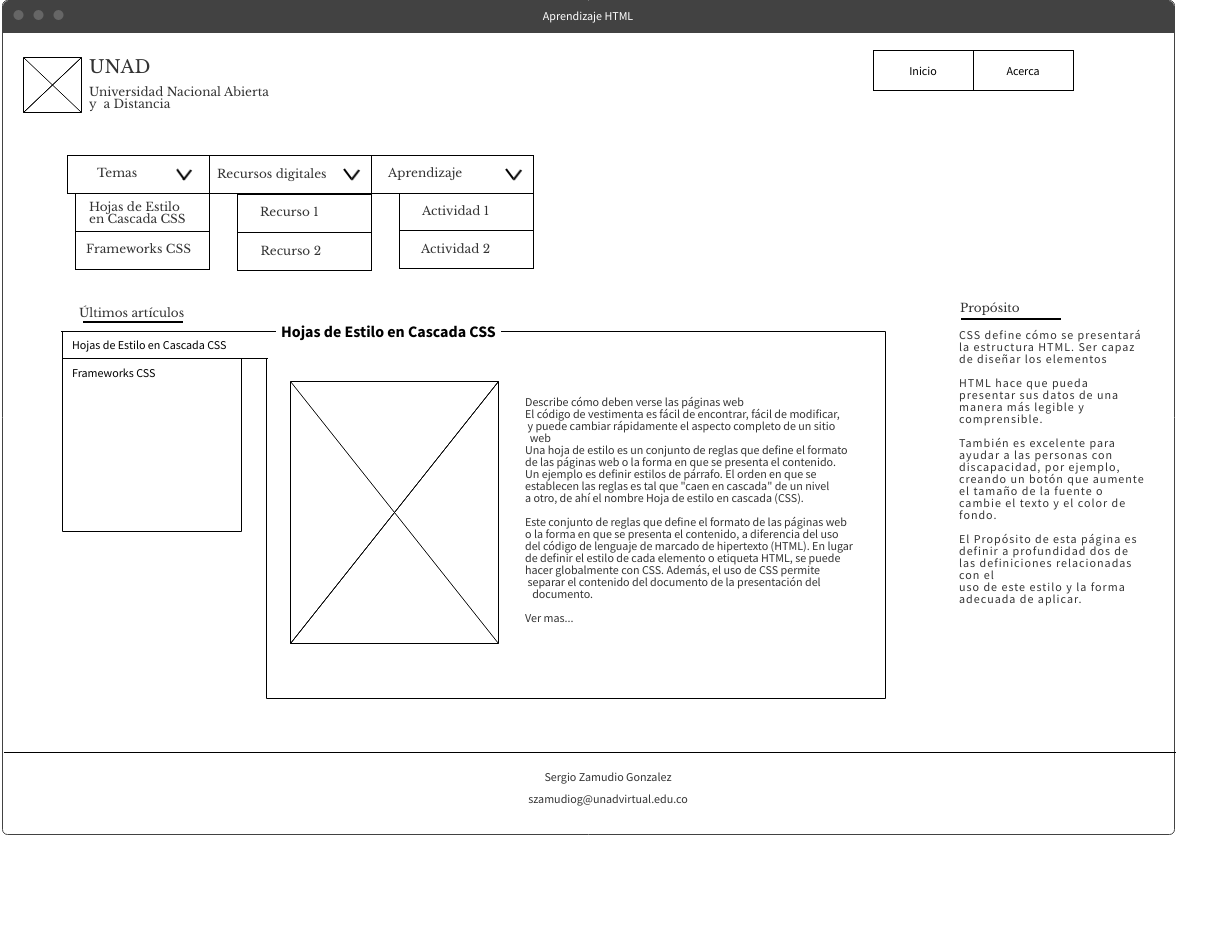 Aprendizaje HTML
UNAD
Universidad Nacional Abierta
y a Distancia
Inicio
Acerca
Temas
Recursos digitales
Aprendizaje
Hojas de Estilo
en Cascada CSS
Frameworks CSS
Recurso 1
Recurso 2
Actividad 1
Actividad 2
Últimos artículos
Hojas de Estilo en Cascada CSS
Frameworks CSS
Hojas de Estilo en Cascada CSS
Describe cómo deben verse las páginas web
El código de vestimenta es fácil de encontrar, fácil de modificar,
y puede cambiar rápidamente el aspecto completo de un sitio
web
Una hoja de estilo es un conjunto de reglas que define el formato
de las páginas web o la forma en que se presenta el contenido.
Un ejemplo es definir estilos de párrafo. El orden en que se
establecen las reglas es tal que "caen en cascada" de un nivel
a otro, de ahí el nombre Hoja de estilo en cascada (CSS).
Este conjunto de reglas que define el formato de las páginas web
o la forma en que se presenta el contenido, a diferencia del uso
del código de lenguaje de marcado de hipertexto (HTML). En lugar
de definir el estilo de cada elemento o etiqueta HTML, se puede
hacer globalmente con CSS. Además, el uso de CSS permite
separar el contenido del documento de la presentación del
documento.
Ver mas...
Propósito
CSS define cómo se presentará
la estructura HTML. Ser capaz
de diseñar los elementos
HTML hace que pueda
presentar sus datos de una
manera más legible y
comprensible.
También es excelente para
ayudar a las personas con
discapacidad, por ejemplo,
creando un botón que aumente
el tamaño de la fuente o
cambie el texto y el color de
fondo.
El Propósito de esta página es
definir a profundidad dos de
las definiciones relacionadas
con el
uso de este estilo y la forma
adecuada de aplicar.
Sergio Zamudio Gonzalez
szamudiog@unadvirtual.edu.co